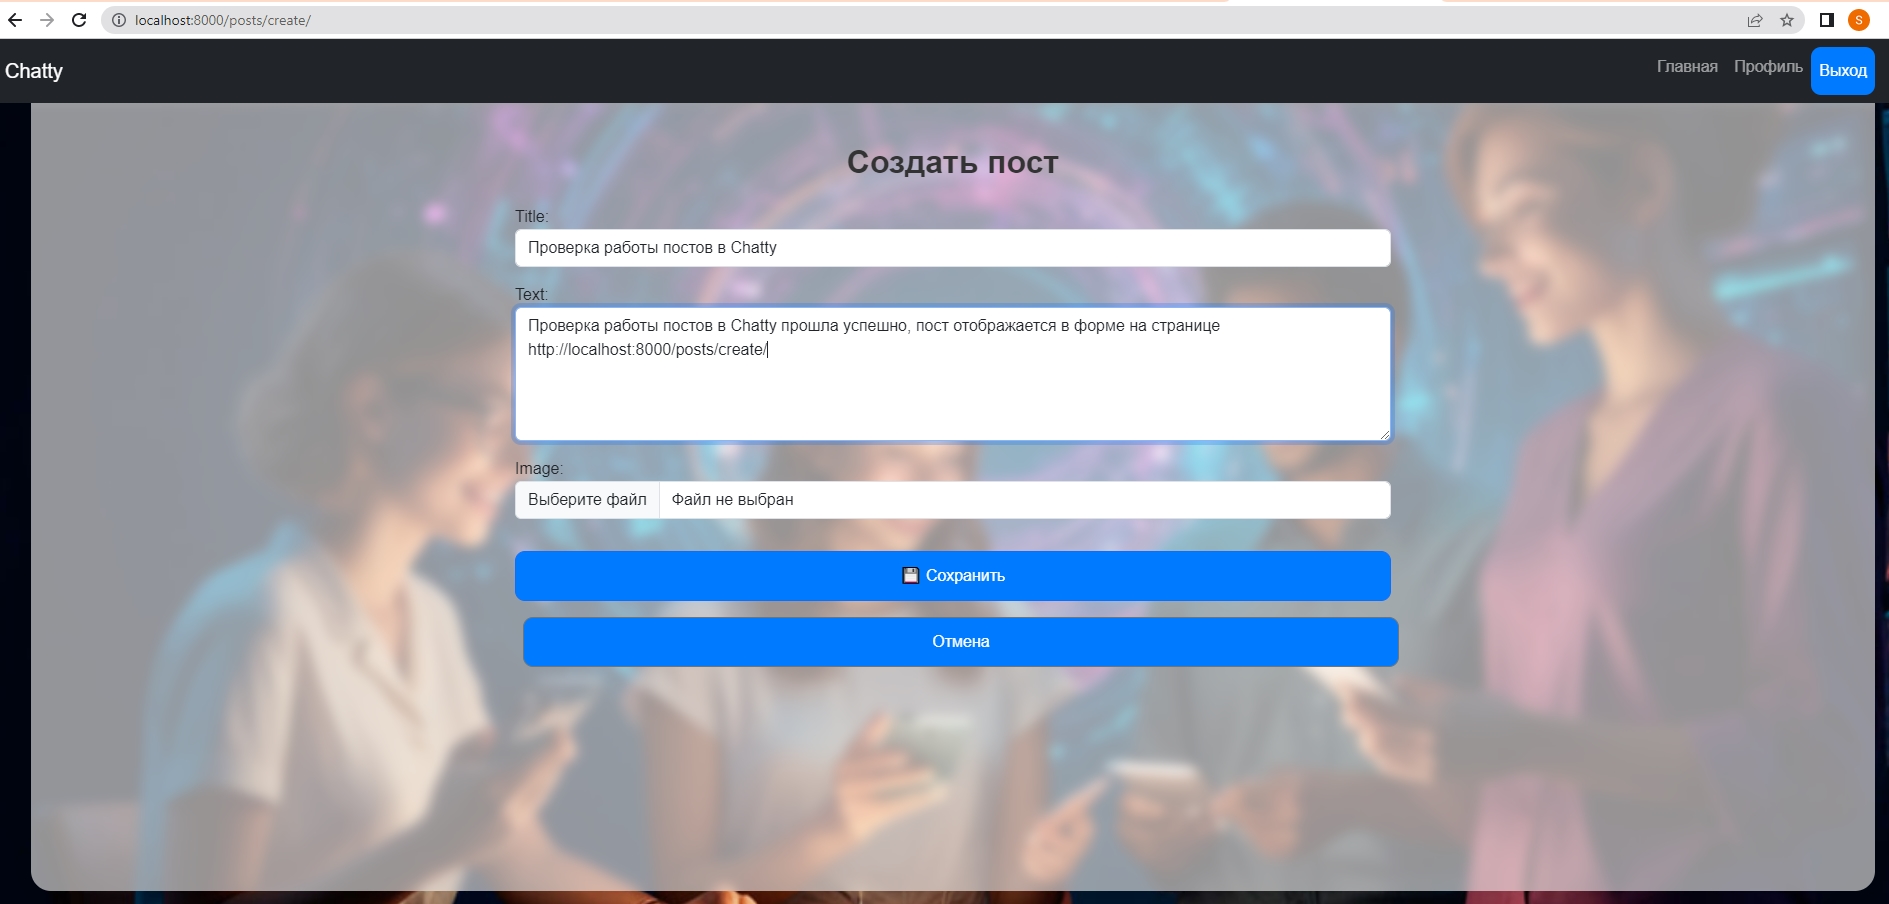 localhost:8000/posts/create/
S
Chatty
Главная
Профиль
Выход
Создать пост
Title:
Проверка работы постов в Chatty
Text:
Проверка работы постов в Chatty прошла успешно, пост отображается в форме на странице
http://localhost:8000/posts/create/
Image:
Выберите файл
Файл не выбран
💾 Сохранить
Отмена